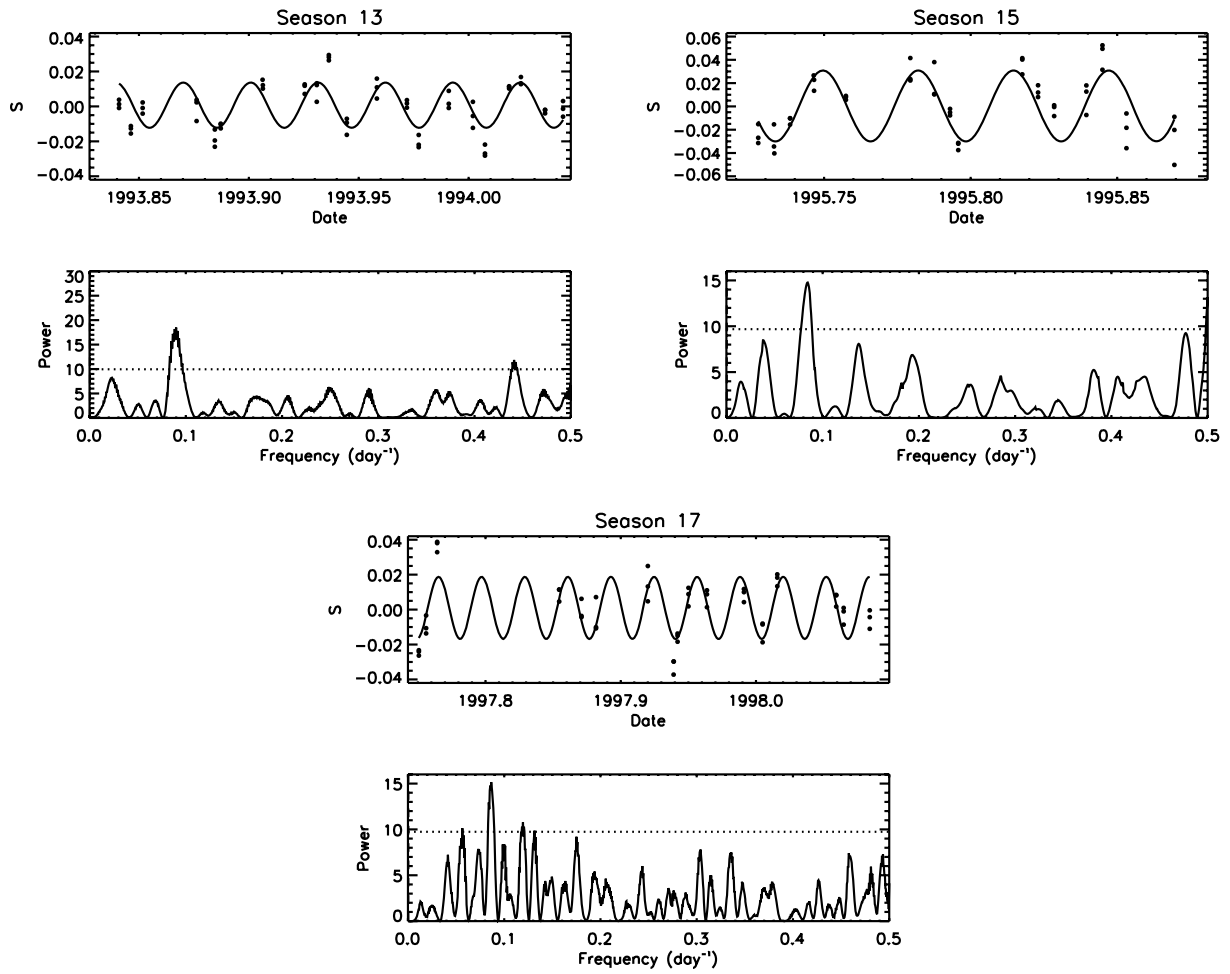 Season 13
0.04
0.02
0.00
-0.02
-0.04
S
1993.85 1993.90 1993.95 1994.00
Date
30
25
20
15
10
5
0
Power
0.0 0.1 0.2 0.3 0.4 0.5
Frequency (day⁻¹)
Season 15
0.06
0.04
0.02
0.00
-0.02
-0.04
-0.06
S
1995.75 1995.80 1995.85
Date
15
10
5
0
Power
0.0 0.1 0.2 0.3 0.4 0.5
Frequency (day⁻¹)
Season 17
0.04
0.02
0.00
-0.02
-0.04
S
1997.8 1997.9 1998.0
Date
15
10
5
0
Power
0.0 0.1 0.2 0.3 0.4 0.5
Frequency (day⁻¹)